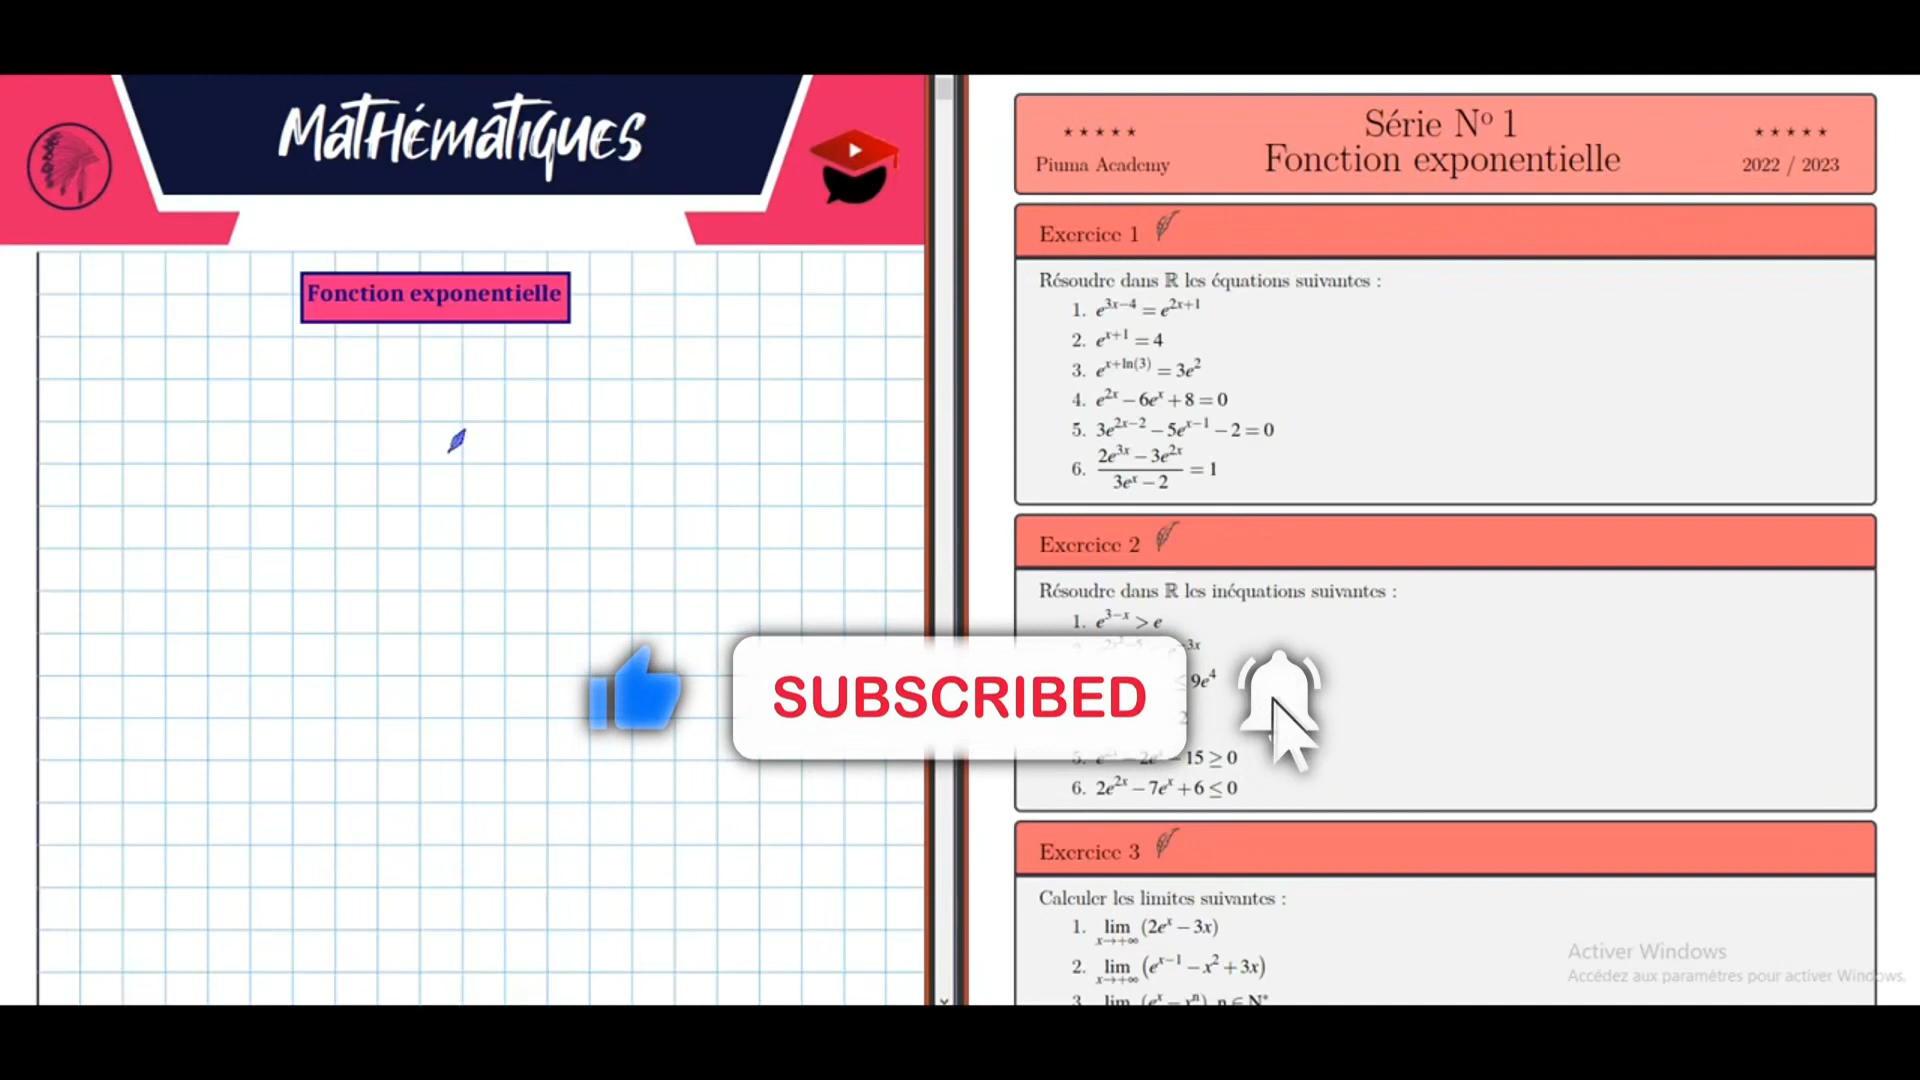 Mathématiques
Fonction exponentielle
★★★★★
Piuma Academy
Série Nº 1
Fonction exponentielle
★★★★★
2022 / 2023
Exercice 1
Résoudre dans ℝ les équations suivantes :
1. e^{3x−4} = e^{2x+1}
2. e^{x+1} = 4
3. e^{x+ln(3)} = 3e^2
4. e^{2x} − 6e^x + 8 = 0
5. 3e^{2x−2} − 5e^{x−1} − 2 = 0
6. (2e^{3x} − 3e^{2x})/(3e^x − 2) = 1
Exercice 2
Résoudre dans ℝ les inéquations suivantes :
1. e^{3−x} > e
9e^4
SUBSCRIBED
15 ≥ 0
6. 2e^{2x} − 7e^x + 6 ≤ 0
Exercice 3
Calculer les limites suivantes :
1. lim_{x→+∞} (2e^x − 3x)
2. lim_{x→+∞} (e^{x−1} − x^2 + 3x)
3. lim (e^x − x^n), n ∈ ℕ*
Activer Windows
Accédez aux paramètres pour activer Windows.